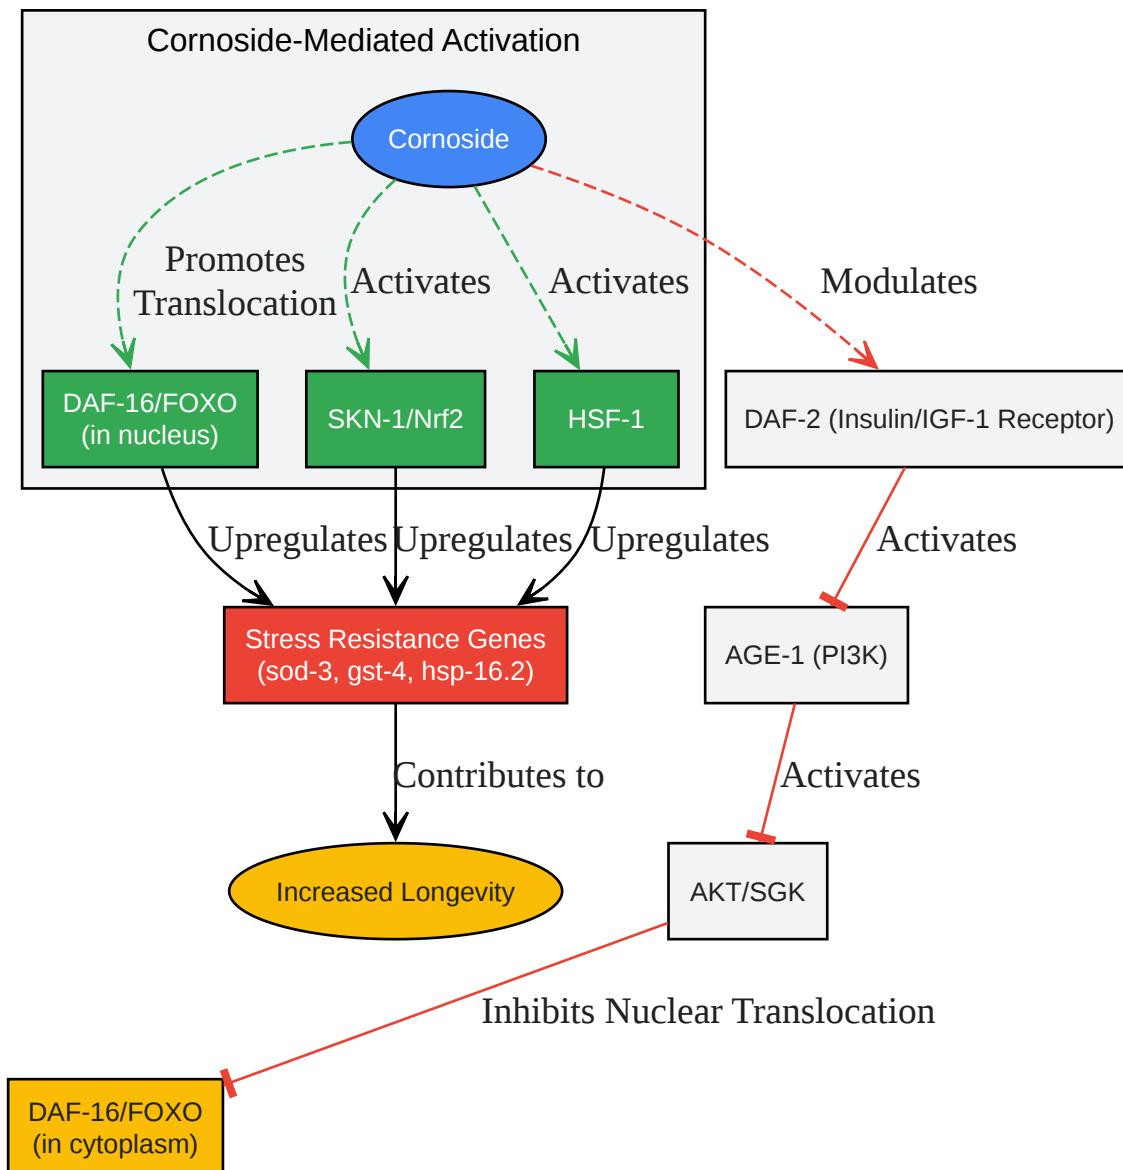 Cornoside-Mediated Activation
Cornoside
Promotes
Translocation
Activates
Activates
Modulates
DAF-16/FOXO
(in nucleus)
SKN-1/Nrf2
HSF-1
DAF-2 (Insulin/IGF-1 Receptor)
Upregulates
Upregulates
Upregulates
Activates
Stress Resistance Genes
(sod-3, gst-4, hsp-16.2)
AGE-1 (PI3K)
Contributes to
Activates
Increased Longevity
AKT/SGK
Inhibits Nuclear Translocation
DAF-16/FOXO
(in cytoplasm)